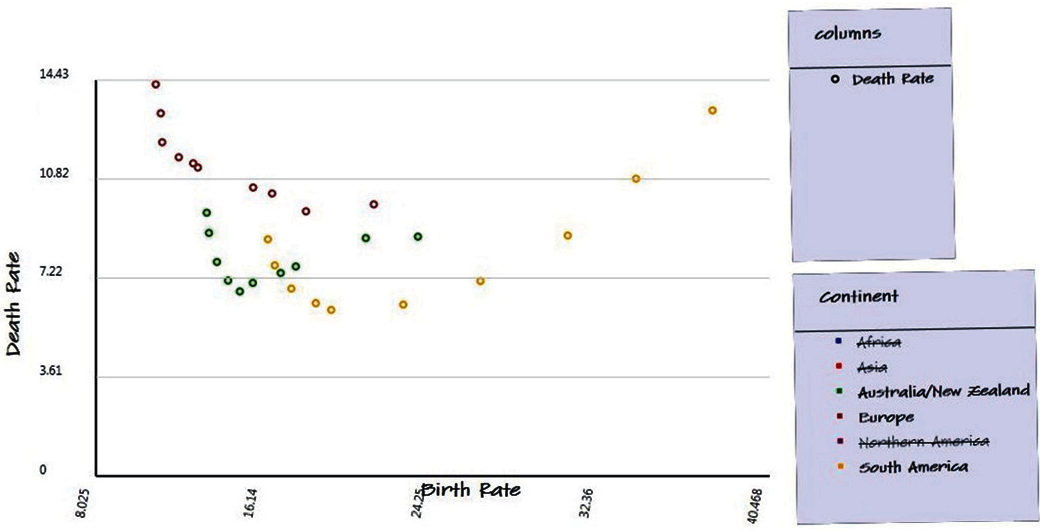 columns
Death Rate
14.43
10.82
7.22
3.61
0
Death Rate
8.025
16.14
24.25
32.36
40.468
Birth Rate
Continent
Africa
Asia
Australia/New Zealand
Europe
Northern America
South America